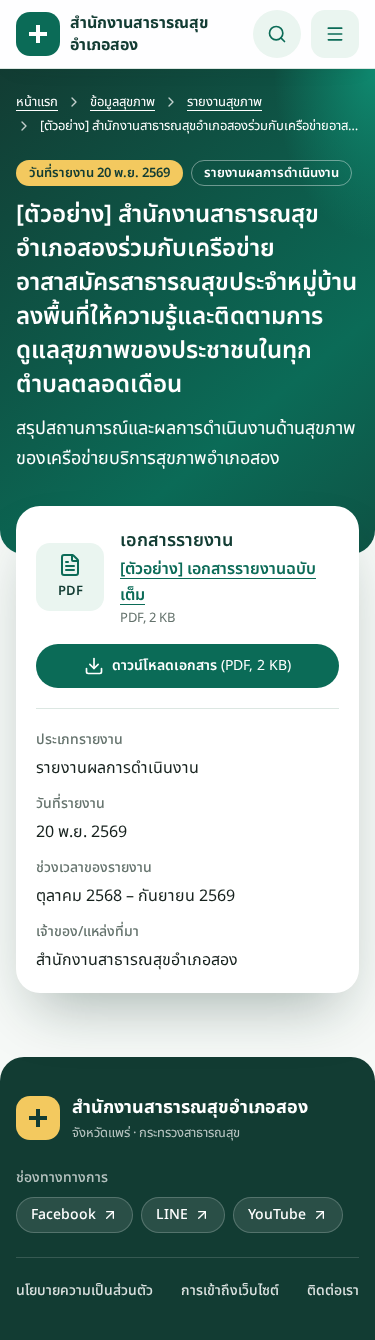 สำนักงานสาธารณสุข
อำเภอสอง
หน้าแรก
ข้อมูลสุขภาพ
รายงานสุขภาพ
[ตัวอย่าง] สำนักงานสาธารณสุขอำเภอสองร่วมกับเครือข่ายอาส...
วันที่รายงาน 20 พ.ย. 2569
รายงานผลการดำเนินงาน
[ตัวอย่าง] สำนักงานสาธารณสุข
อำเภอสองร่วมกับเครือข่าย
อาสาสมัครสาธารณสุขประจำหมู่บ้าน
ลงพื้นที่ให้ความรู้และติดตามการ
ดูแลสุขภาพของประชาชนในทุก
ตำบลตลอดเดือน
สรุปสถานการณ์และผลการดำเนินงานด้านสุขภาพ
ของเครือข่ายบริการสุขภาพอำเภอสอง
เอกสารรายงาน
[ตัวอย่าง] เอกสารรายงานฉบับ
เต็ม
PDF
PDF, 2 KB
ดาวน์โหลดเอกสาร (PDF, 2 KB)
ประเภทรายงาน
รายงานผลการดำเนินงาน
วันที่รายงาน
20 พ.ย. 2569
ช่วงเวลาของรายงาน
ตุลาคม 2568 – กันยายน 2569
เจ้าของ/แหล่งที่มา
สำนักงานสาธารณสุขอำเภอสอง
สำนักงานสาธารณสุขอำเภอสอง
จังหวัดแพร่ · กระทรวงสาธารณสุข
ช่องทางทางการ
Facebook
LINE
YouTube
นโยบายความเป็นส่วนตัว
การเข้าถึงเว็บไซต์
ติดต่อเรา